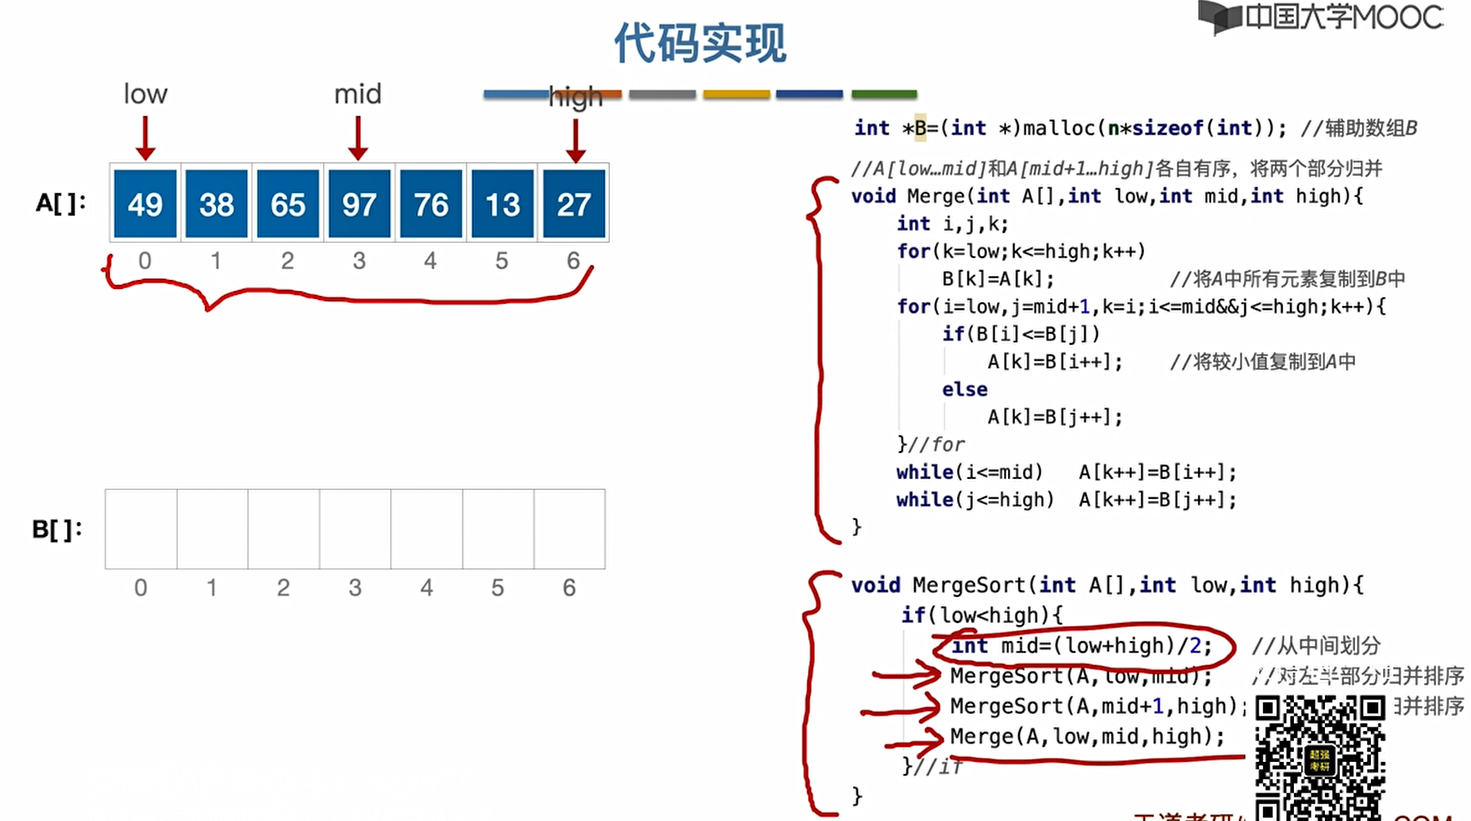 中国大学MOOC
代码实现
low
mid
high
A[ ]:
49 38 65 97 76 13 27
0 1 2 3 4 5 6
B[ ]:
0 1 2 3 4 5 6
int *B=(int *)malloc(n*sizeof(int)); //辅助数组B
//A[low…mid]和A[mid+1…high]各自有序，将两个部分归并
void Merge(int A[],int low,int mid,int high){
int i,j,k;
for(k=low;k<=high;k++)
B[k]=A[k]; //将A中所有元素复制到B中
for(i=low,j=mid+1,k=i;i<=mid&&j<=high;k++){
if(B[i]<=B[j])
A[k]=B[i++]; //将较小值复制到A中
else
A[k]=B[j++];
}//for
while(i<=mid) A[k++]=B[i++];
while(j<=high) A[k++]=B[j++];
}
void MergeSort(int A[],int low,int high){
if(low<high){
int mid=(low+high)/2; //从中间划分
MergeSort(A,low,mid); //对左半部分归并排序
MergeSort(A,mid+1,high); 归并排序
Merge(A,low,mid,high);
}//if
}
超强
考研
王道考研/ .COM